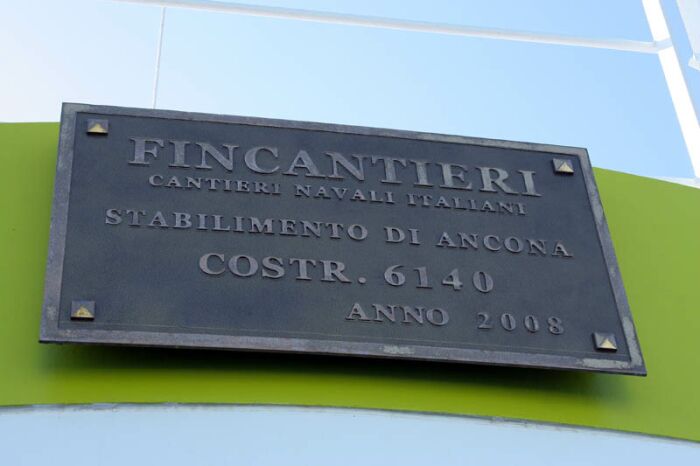 FINCANTIERI
CANTIERI NAVALI ITALIANI
STABILIMENTO DI ANCONA
COSTR. 6140
ANNO 2008